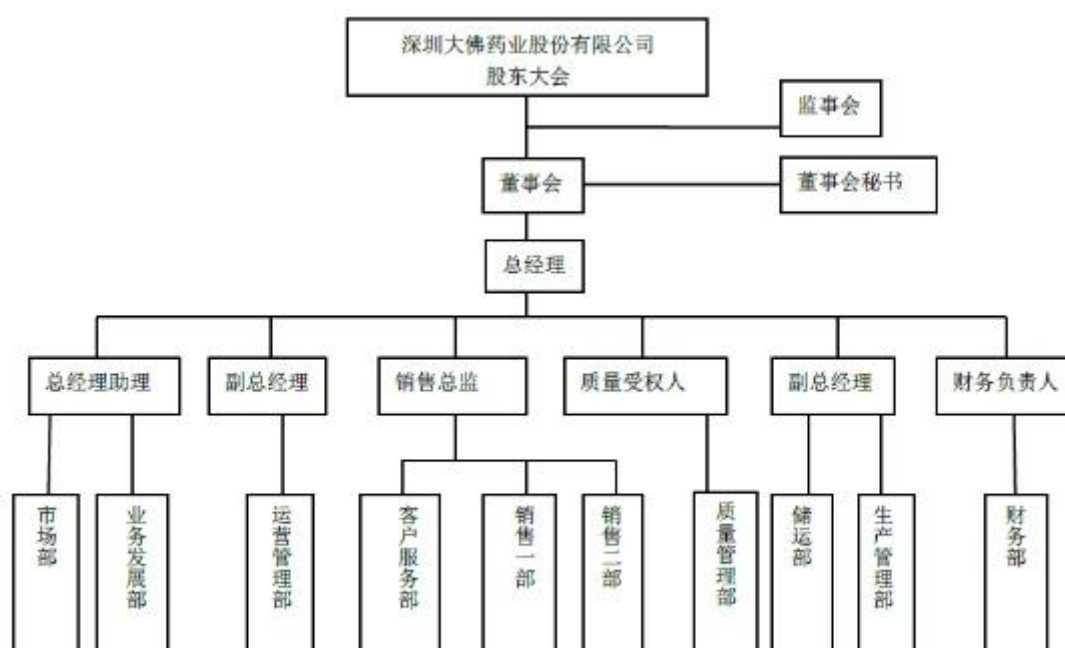 深圳大佛药业股份有限公司
股东大会
监事会
董事会
董事会秘书
总经理
总经理助理
副总经理
销售总监
质量受权人
副总经理
财务负责人
市场部
业务发展部
运营管理部
客户服务部
销售一部
销售二部
质量管理部
储运部
生产管理部
财务部